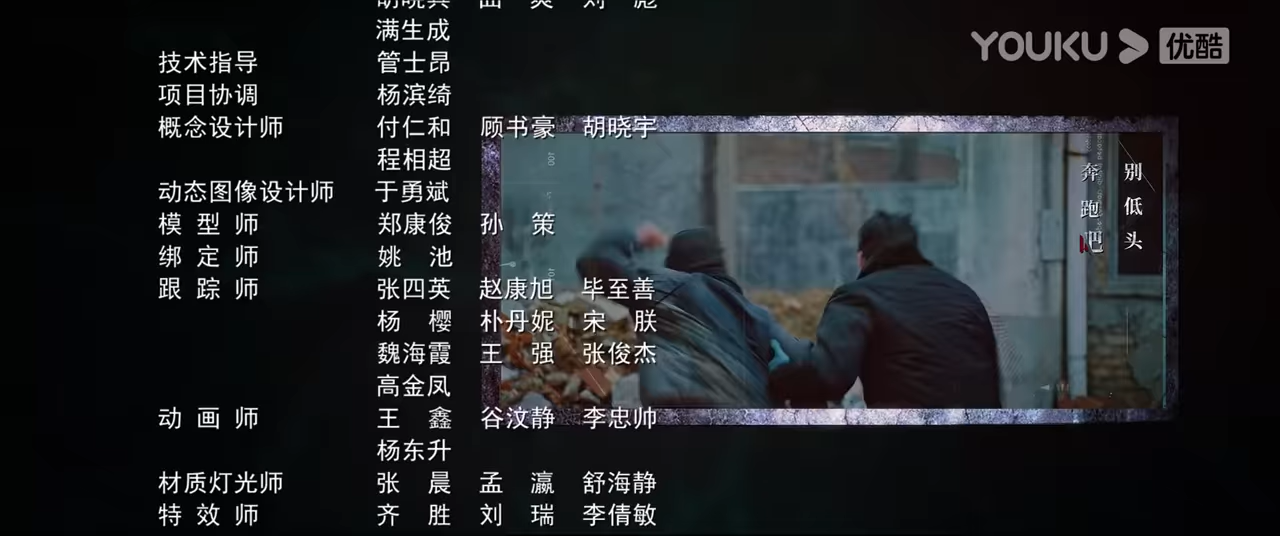 YOUKU 优酷
满生成
技术指导 管士昂
项目协调 杨滨绮
概念设计师 付仁和 顾书豪 胡晓宇
程相超
动态图像设计师 于勇斌
模型师 郑康俊 孙策
绑定师 姚池
跟踪师 张四英 赵康旭 毕至善
杨樱 朴丹妮 宋朕
魏海霞 王强 张俊杰
高金凤
动画师 王鑫 谷汶静 李忠帅
杨东升
材质灯光师 张晨 孟瀛 舒海静
特效师 齐胜 刘瑞 李倩敏
别低头
奔跑吧